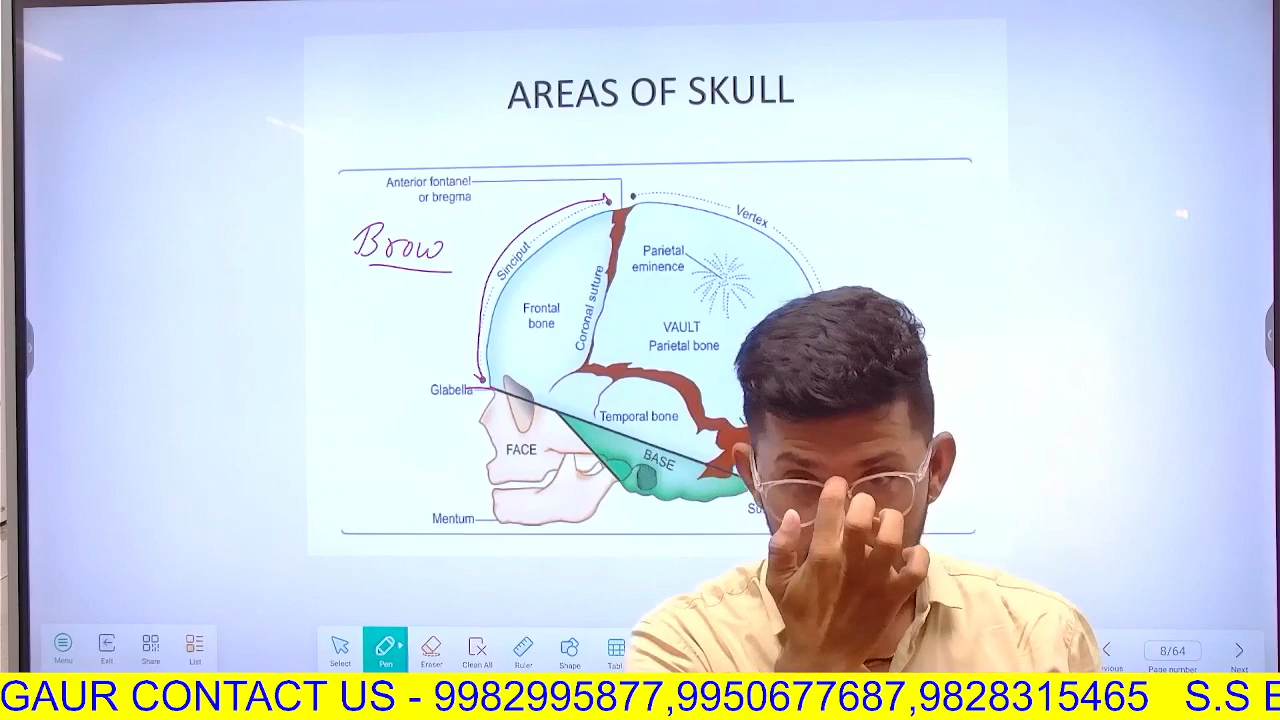 AREAS OF SKULL
Anterior fontanel
or bregma
Brow
Sinciput
Vertex
Parietal
eminence
Frontal
bone
Coronal suture
VAULT
Parietal bone
Glabella
Temporal bone
FACE
BASE
Mentum
Menu
Exit
Share
List
Select
Pen
Eraser
Clean All
Ruler
Shape
8/64
Page number
Next
GAUR CONTACT US - 9982995877,9950677687,9828315465 S.S